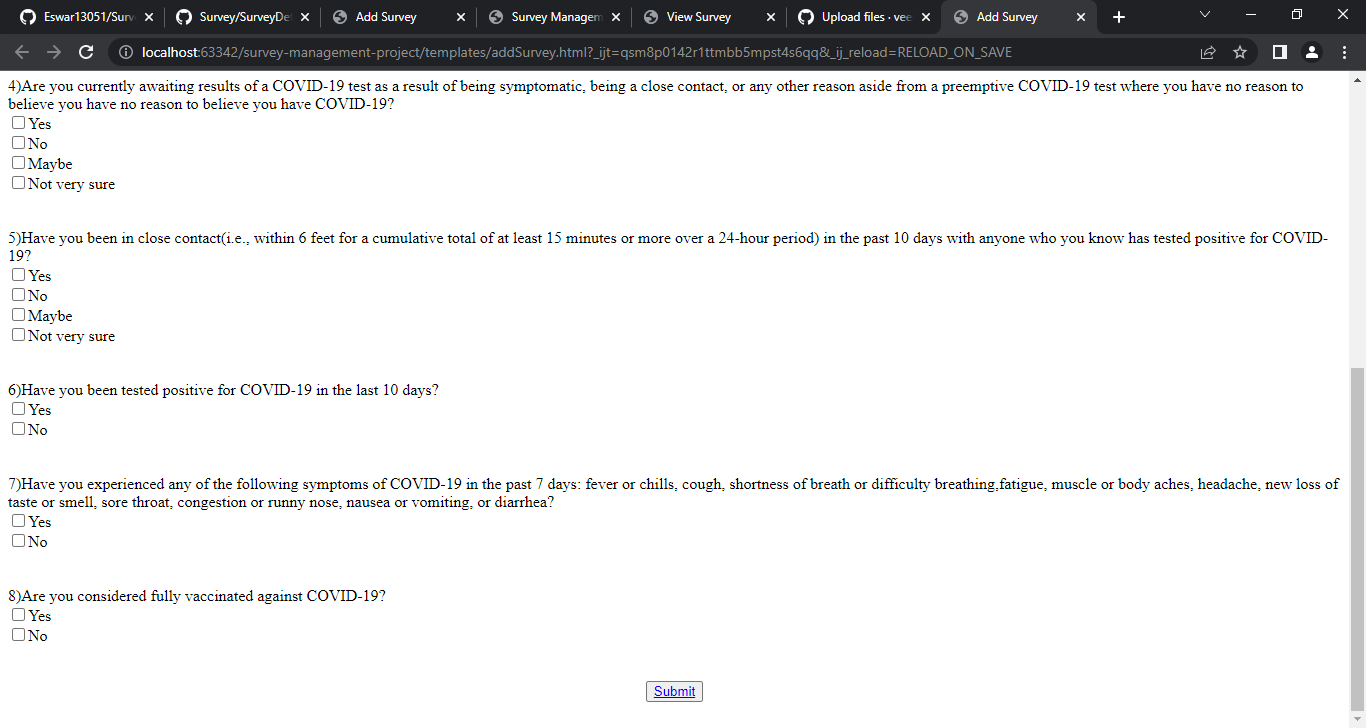 Eswar13051/Surv
Survey/SurveyDet
Add Survey
Survey Managem
View Survey
Upload files · vee
Add Survey
localhost:63342/survey-management-project/templates/addSurvey.html?_ijt=qsm8p0142r1ttmbb5mpst4s6qq&_ij_reload=RELOAD_ON_SAVE
4)Are you currently awaiting results of a COVID-19 test as a result of being symptomatic, being a close contact, or any other reason aside from a preemptive COVID-19 test where you have no reason to
believe you have no reason to believe you have COVID-19?
Yes
No
Maybe
Not very sure
5)Have you been in close contact(i.e., within 6 feet for a cumulative total of at least 15 minutes or more over a 24-hour period) in the past 10 days with anyone who you know has tested positive for COVID-
19?
Yes
No
Maybe
Not very sure
6)Have you been tested positive for COVID-19 in the last 10 days?
Yes
No
7)Have you experienced any of the following symptoms of COVID-19 in the past 7 days: fever or chills, cough, shortness of breath or difficulty breathing,fatigue, muscle or body aches, headache, new loss of
taste or smell, sore throat, congestion or runny nose, nausea or vomiting, or diarrhea?
Yes
No
8)Are you considered fully vaccinated against COVID-19?
Yes
No
Submit